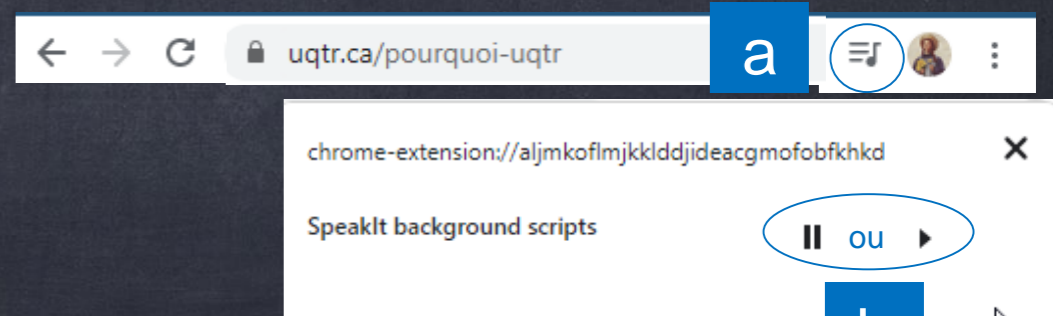 uqtr.ca/pourquoi-uqtr
a
chrome-extension://aljmkoflmjkklddjideacgmofobfkhkd
SpeakIt background scripts
ou